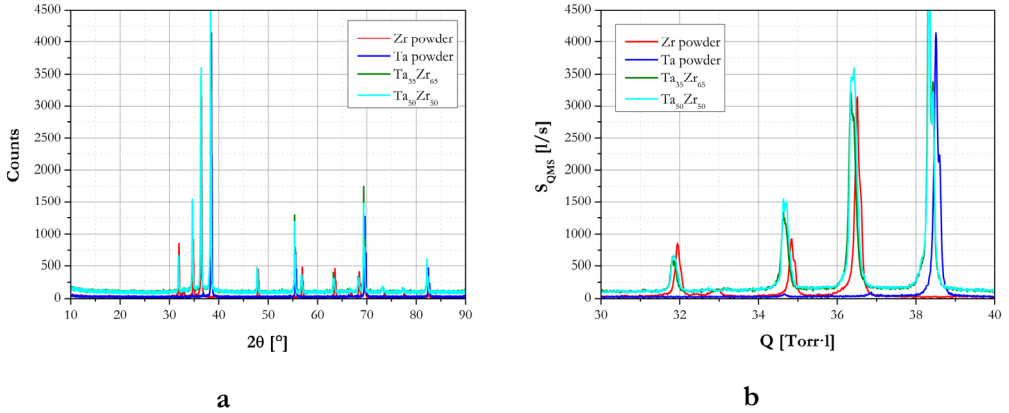 4500
4000
3500
3000
2500
2000
1500
1000
500
0
Counts
Zr powder
Ta powder
Ta35Zr65
Ta50Zr50
10 20 30 40 50 60 70 80 90
2θ [°]
a
4500
4000
3500
3000
2500
2000
1500
1000
500
0
SQMS [l/s]
Zr powder
Ta powder
Ta35Zr65
Ta50Zr50
30 32 34 36 38 40
Q [Torr·l]
b